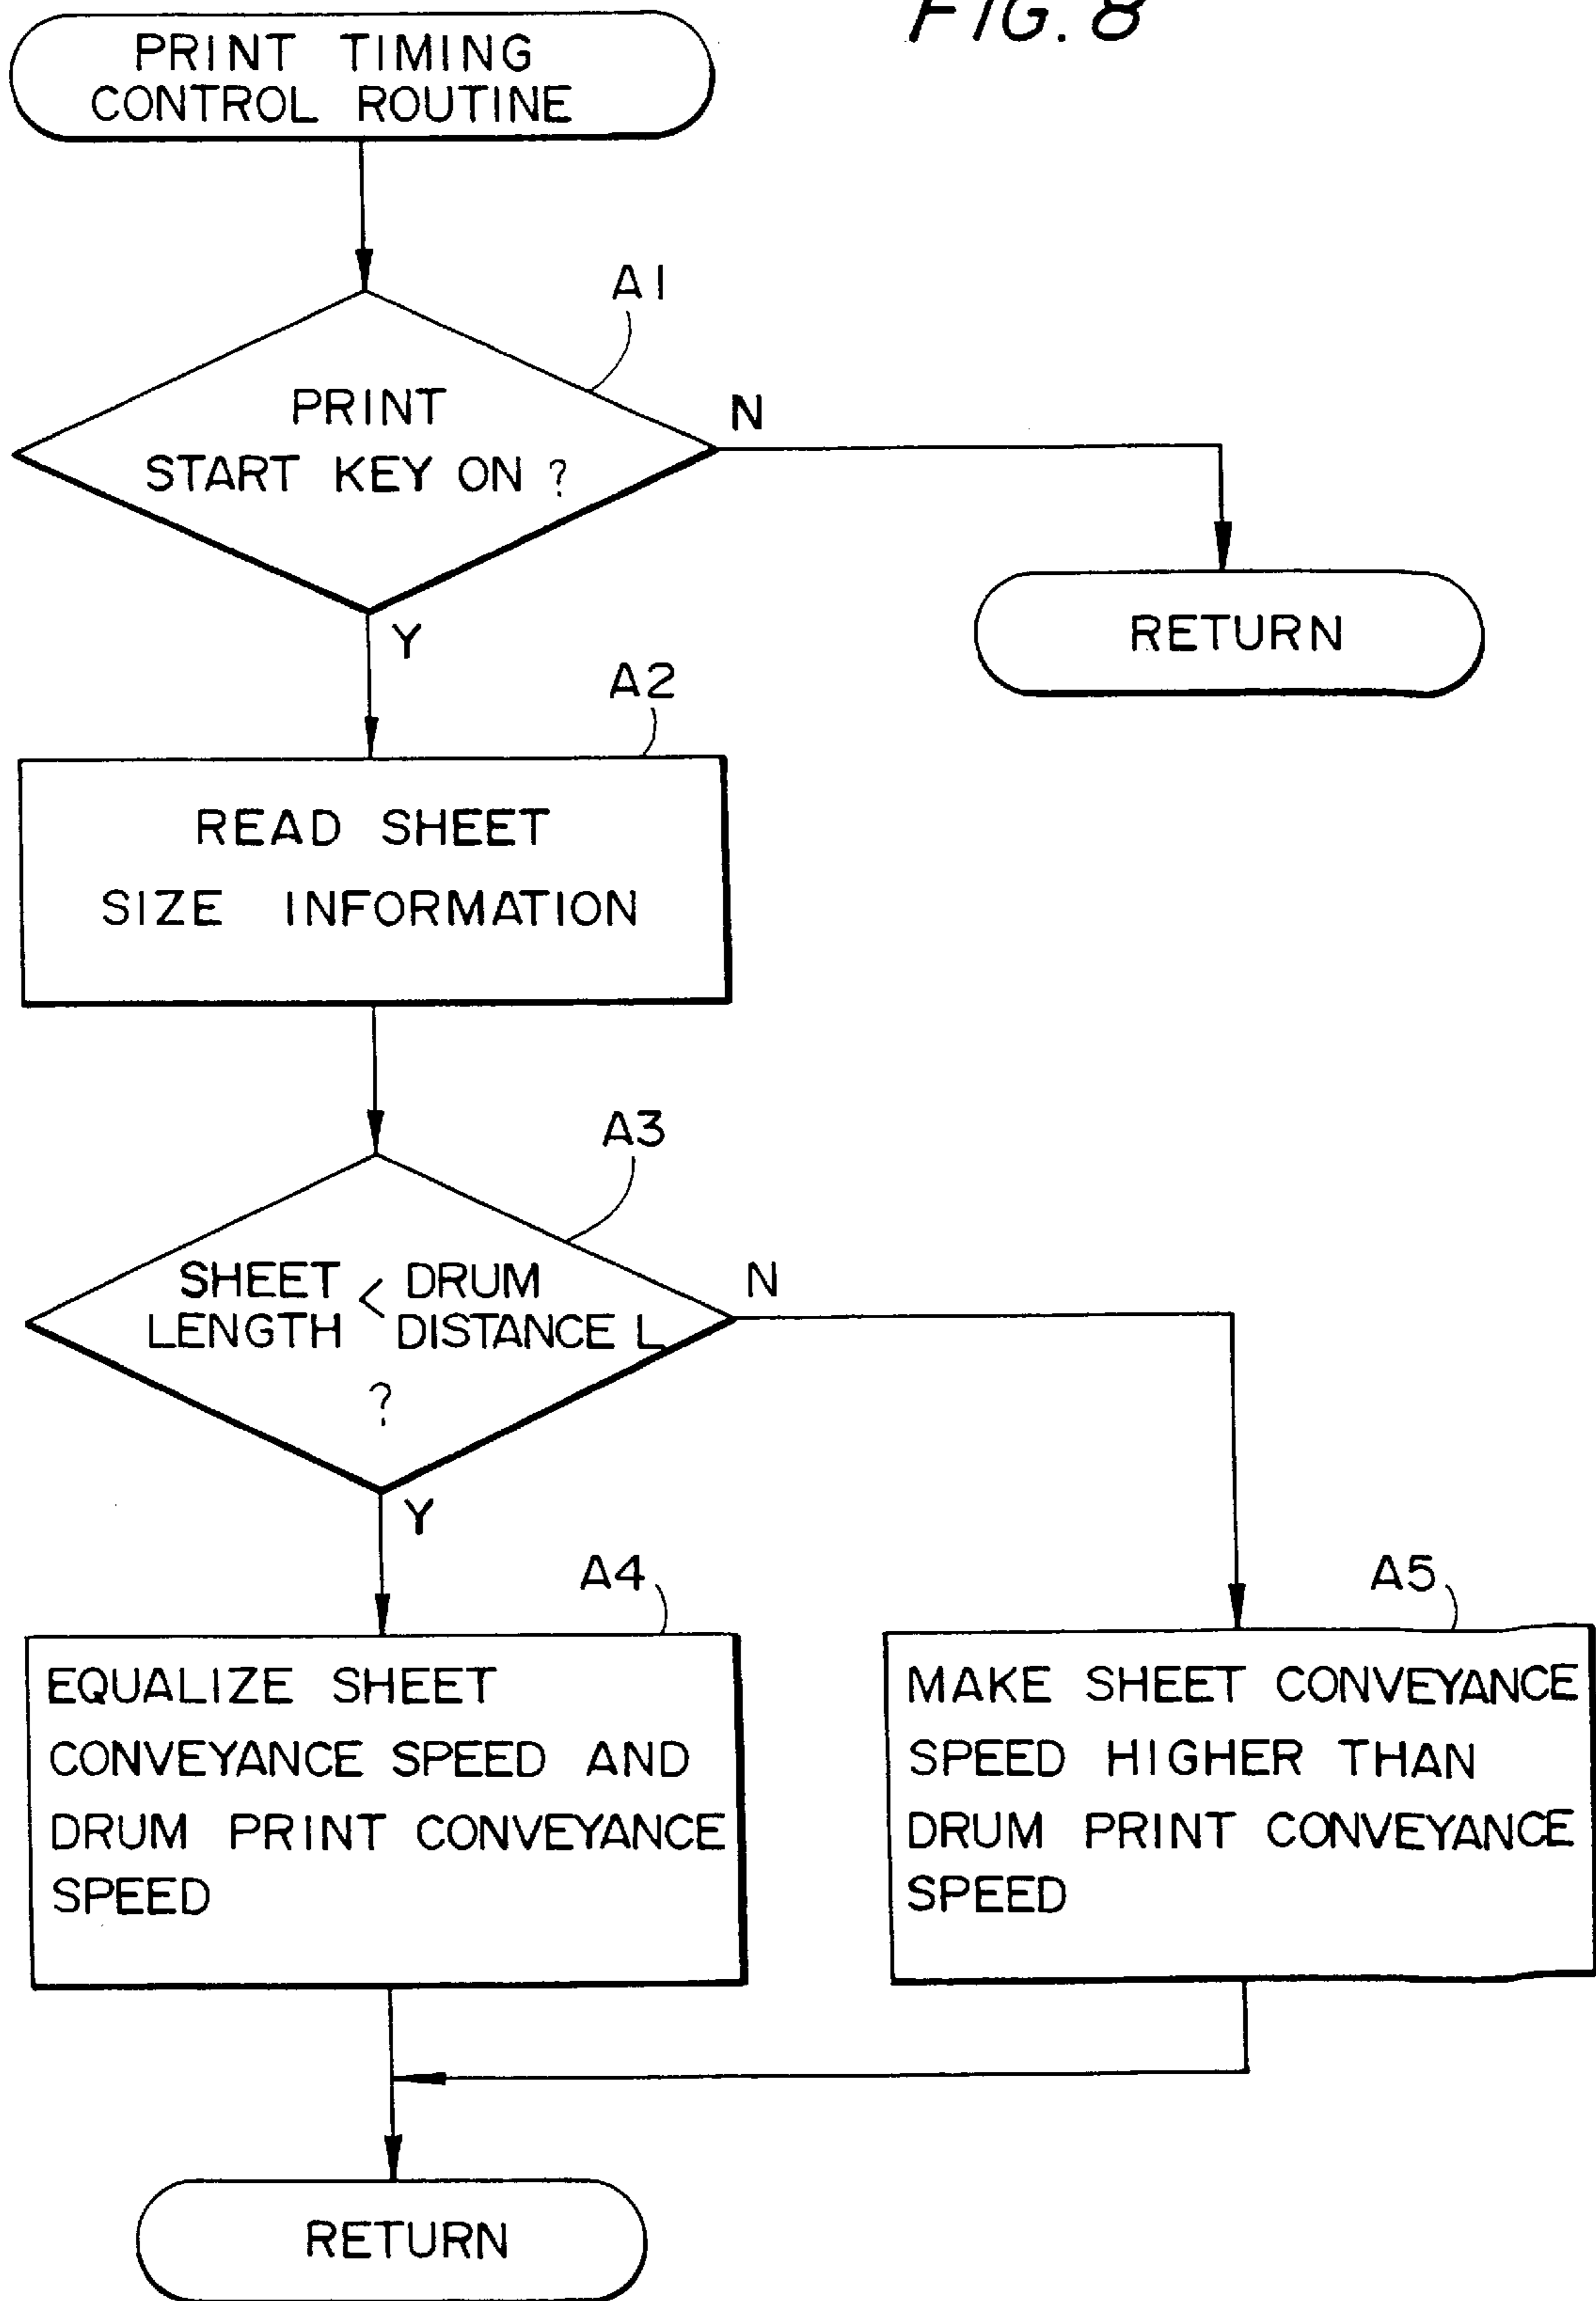 FIG. 8
PRINT TIMING
CONTROL ROUTINE
A1
PRINT
START KEY ON ?
N
Y
RETURN
A2
READ SHEET
SIZE INFORMATION
A3
SHEET < DRUM
LENGTH DISTANCE L
?
N
Y
A4
EQUALIZE SHEET
CONVEYANCE SPEED AND
DRUM PRINT CONVEYANCE
SPEED
A5
MAKE SHEET CONVEYANCE
SPEED HIGHER THAN
DRUM PRINT CONVEYANCE
SPEED
RETURN